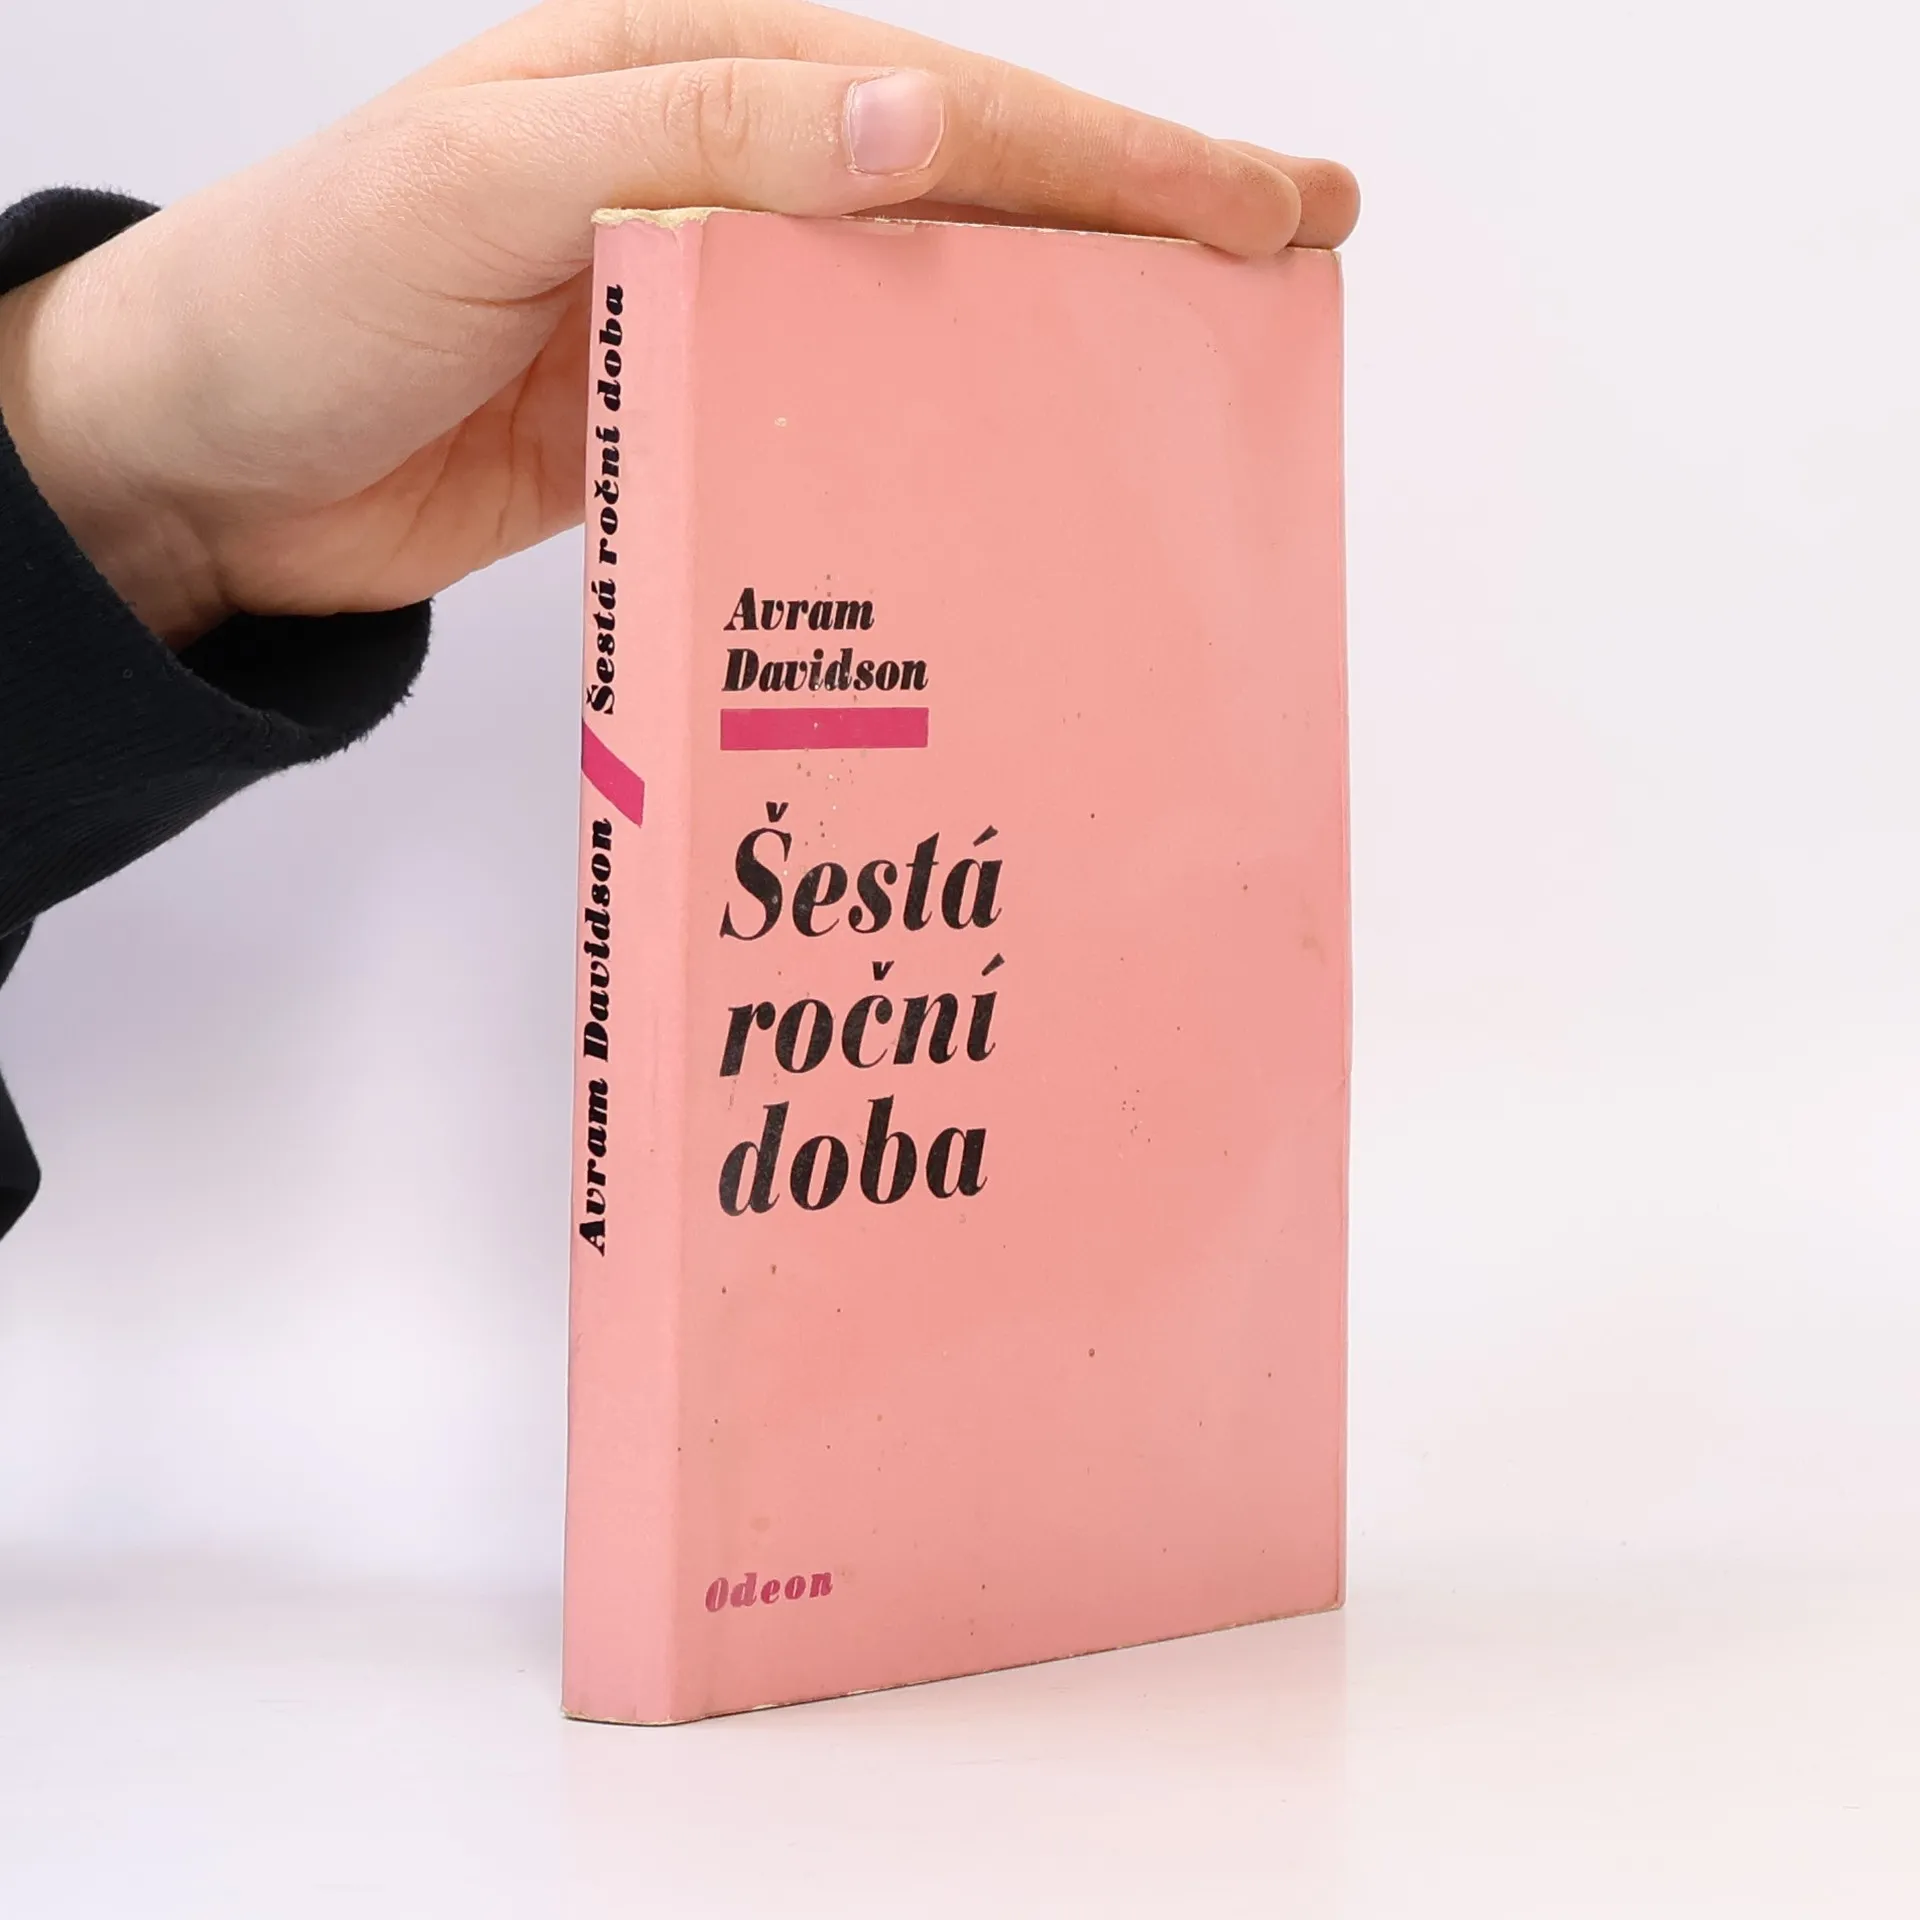 Avram Davidson / Šestá roční doba
Avram
Davidson
Šestá
roční
doba
Odeon